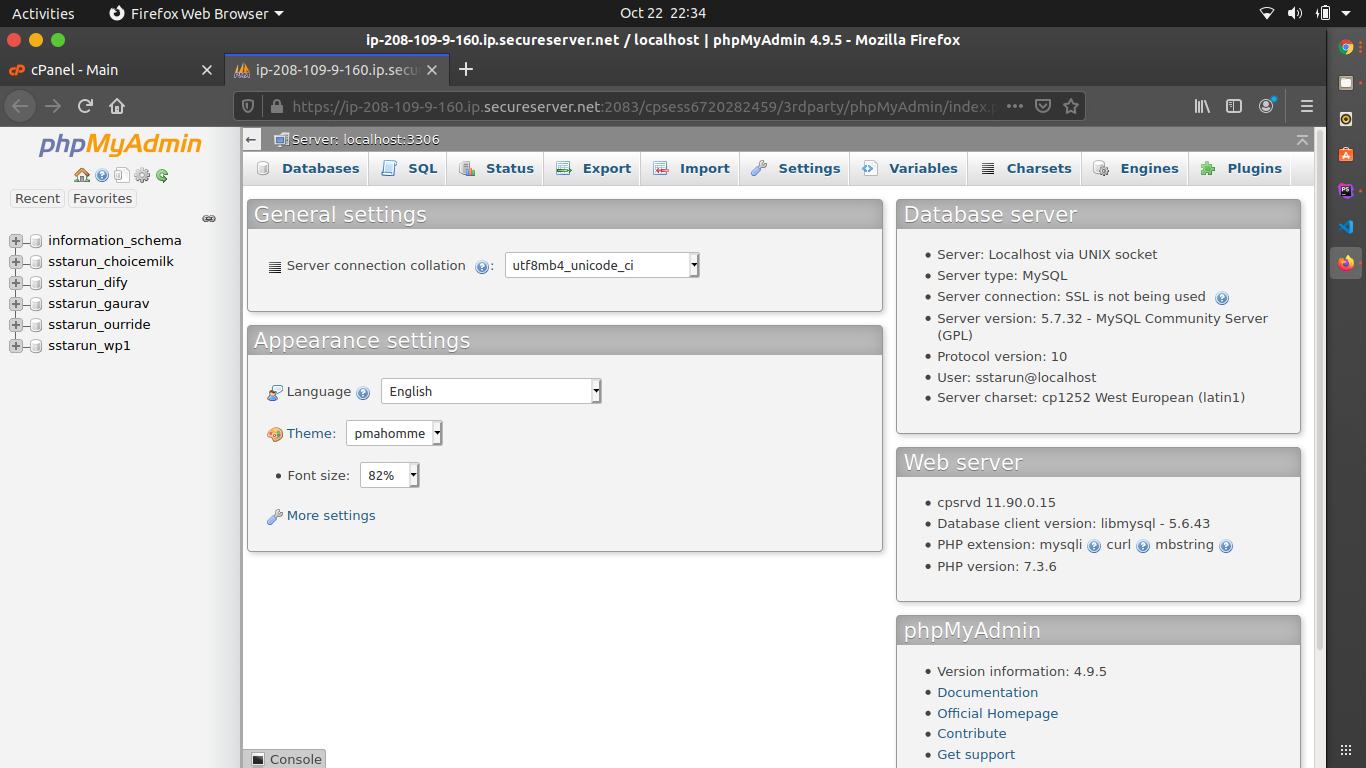 Activities Firefox Web Browser Oct 22 22:34
ip-208-109-9-160.ip.secureserver.net / localhost | phpMyAdmin 4.9.5 - Mozilla Firefox
cPanel - Main ip-208-109-9-160.ip.secu
https://ip-208-109-9-160.ip.secureserver.net:2083/cpsess6720282459/3rdparty/phpMyAdmin/index.p
phpMyAdmin
Recent Favorites
information_schema
sstarun_choicemilk
sstarun_dify
sstarun_gaurav
sstarun_ourride
sstarun_wp1
Server: localhost:3306
Databases SQL Status Export Import Settings Variables Charsets Engines Plugins
General settings
Server connection collation : utf8mb4_unicode_ci
Appearance settings
Language English
Theme: pmahomme
Font size: 82%
More settings
Database server
Server: Localhost via UNIX socket
Server type: MySQL
Server connection: SSL is not being used
Server version: 5.7.32 - MySQL Community Server
(GPL)
Protocol version: 10
User: sstarun@localhost
Server charset: cp1252 West European (latin1)
Web server
cpsrvd 11.90.0.15
Database client version: libmysql - 5.6.43
PHP extension: mysqli curl mbstring
PHP version: 7.3.6
phpMyAdmin
Version information: 4.9.5
Documentation
Official Homepage
Contribute
Get support
Console